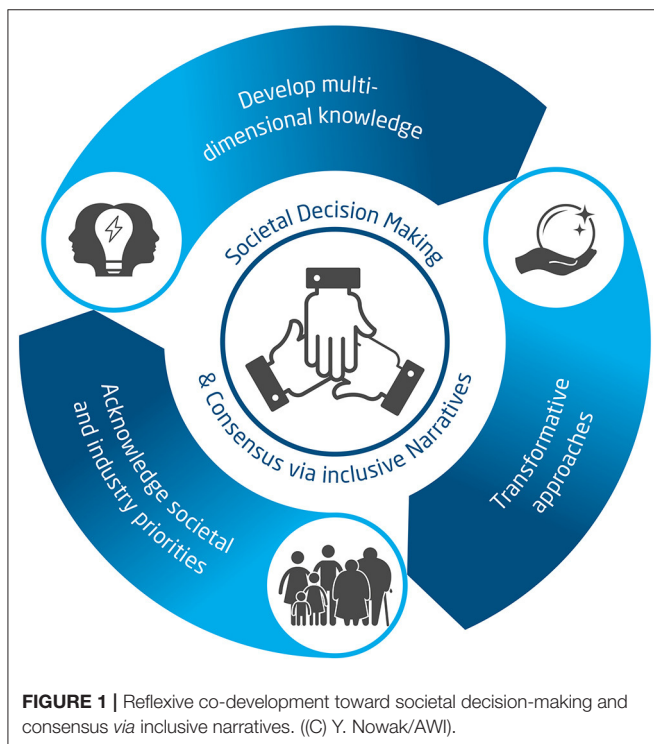 Develop multi-
dimensional knowledge
Societal Decision Making
& Consensus via inclusive Narratives
Transformative
approaches
Acknowledge societal
and industry priorities
FIGURE 1 | Reflexive co-development toward societal decision-making and
consensus via inclusive narratives. ((C) Y. Nowak/AWI).